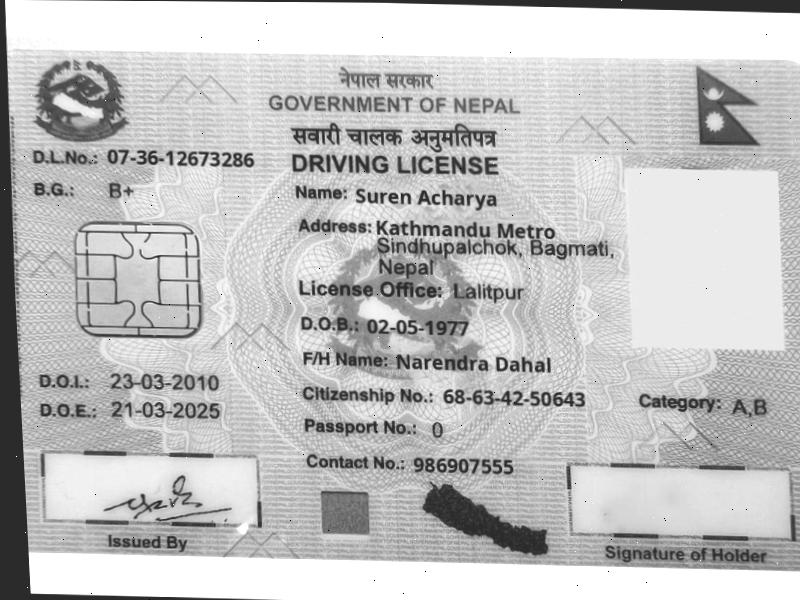 नेपाल सरकार
GOVERNMENT OF NEPAL
सवारी चालक अनुमतिपत्र
DRIVING LICENSE
D.L.No.: 07-36-12673286
B.G.: B+
Name: Suren Acharya
Address: Kathmandu Metro
Sindhupalchok, Bagmati,
Nepal
License Office: Lalitpur
D.O.B.: 02-05-1977
F/H Name: Narendra Dahal
D.O.I.: 23-03-2010
D.O.E.: 21-03-2025
Citizenship No.: 68-63-42-50643
Category: A,B
Passport No.: 0
Contact No.: 986907555
Issued By
Signature of Holder